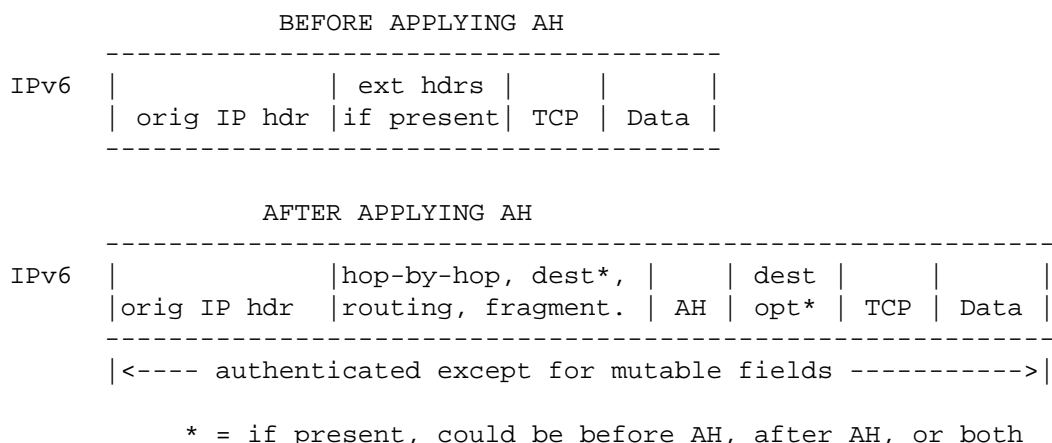 BEFORE APPLYING AH
---------------------------------------
IPv6 | | ext hdrs | | |
| orig IP hdr |if present| TCP | Data |
---------------------------------------
AFTER APPLYING AH
------------------------------------------------------------
IPv6 | |hop-by-hop, dest*, | | dest | | |
|orig IP hdr |routing, fragment. | AH | opt* | TCP | Data |
------------------------------------------------------------
|<---- authenticated except for mutable fields ----------->|
* = if present, could be before AH, after AH, or both